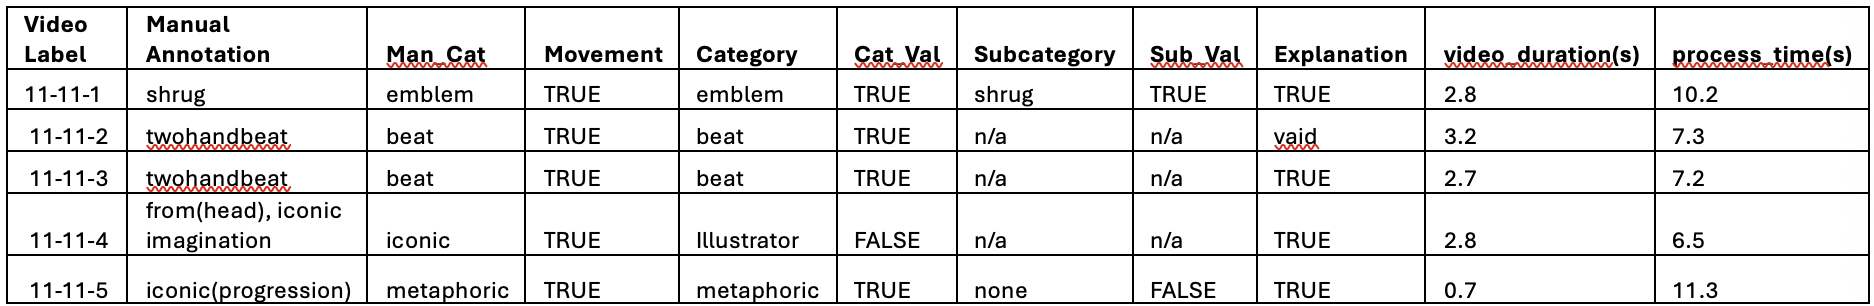 Video Label | Manual Annotation | Man_Cat | Movement | Category | Cat_Val | Subcategory | Sub_Val | Explanation | video_duration(s) | process_time(s)
11-11-1 | shrug | emblem | TRUE | emblem | TRUE | shrug | TRUE | TRUE | 2.8 | 10.2
11-11-2 | twohandbeat | beat | TRUE | beat | TRUE | n/a | n/a | vaid | 3.2 | 7.3
11-11-3 | twohandbeat | beat | TRUE | beat | TRUE | n/a | n/a | TRUE | 2.7 | 7.2
11-11-4 | from(head), iconic imagination | iconic | TRUE | Illustrator | FALSE | n/a | n/a | TRUE | 2.8 | 6.5
11-11-5 | iconic(progression) | metaphoric | TRUE | metaphoric | TRUE | none | FALSE | TRUE | 0.7 | 11.3